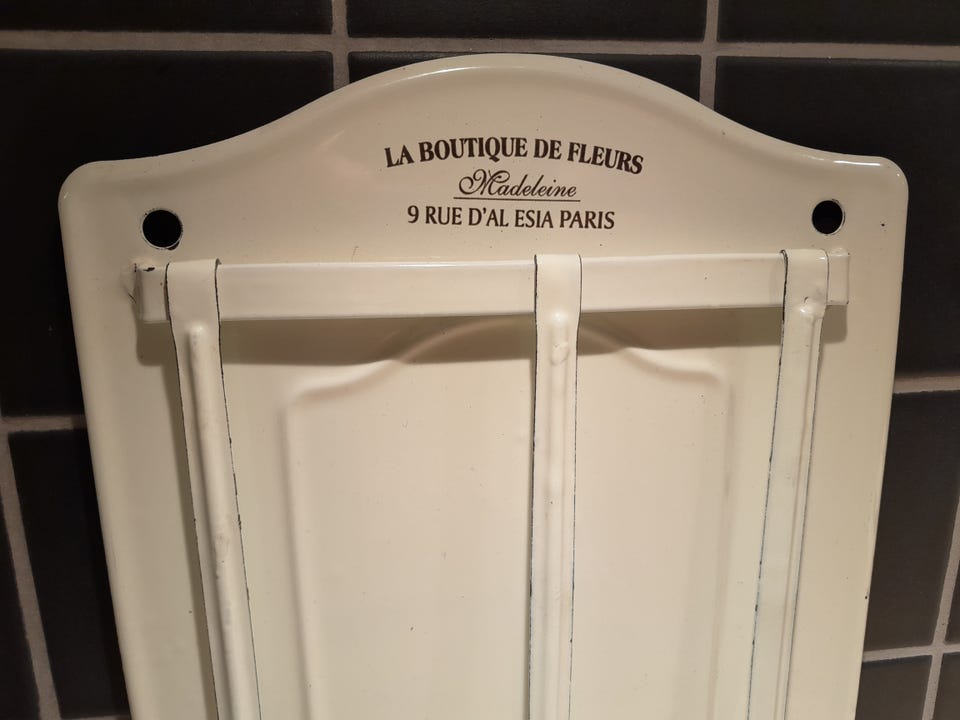 LA BOUTIQUE DE FLEURS
Madeleine
9 RUE D'AL ESIA PARIS